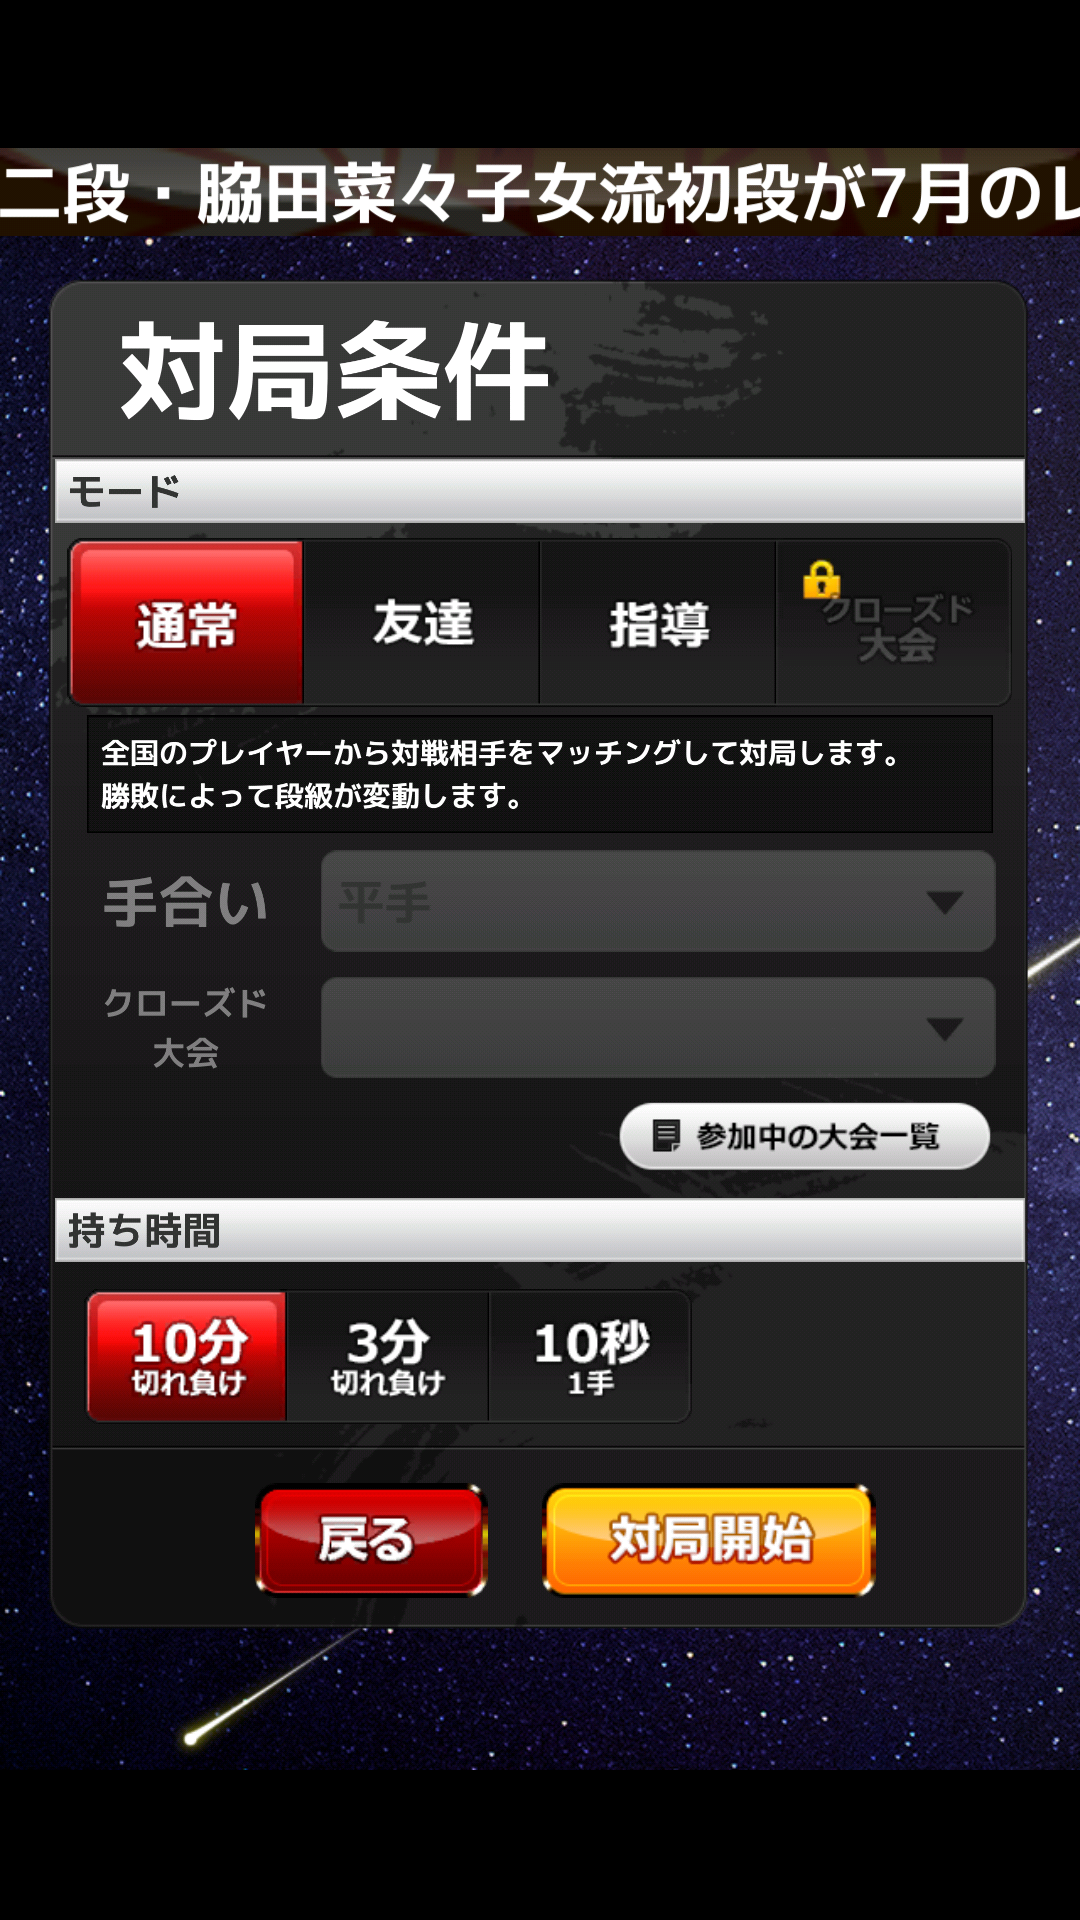 二段・脇田菜々子女流初段が7月のレ
対局条件
モード
通常
友達
指導
クローズド
大会
全国のプレイヤーから対戦相手をマッチングして対局します。
勝敗によって段級が変動します。
手合い
平手
クローズド
大会
参加中の大会一覧
持ち時間
10分
切れ負け
3分
切れ負け
10秒
1手
戻る
対局開始